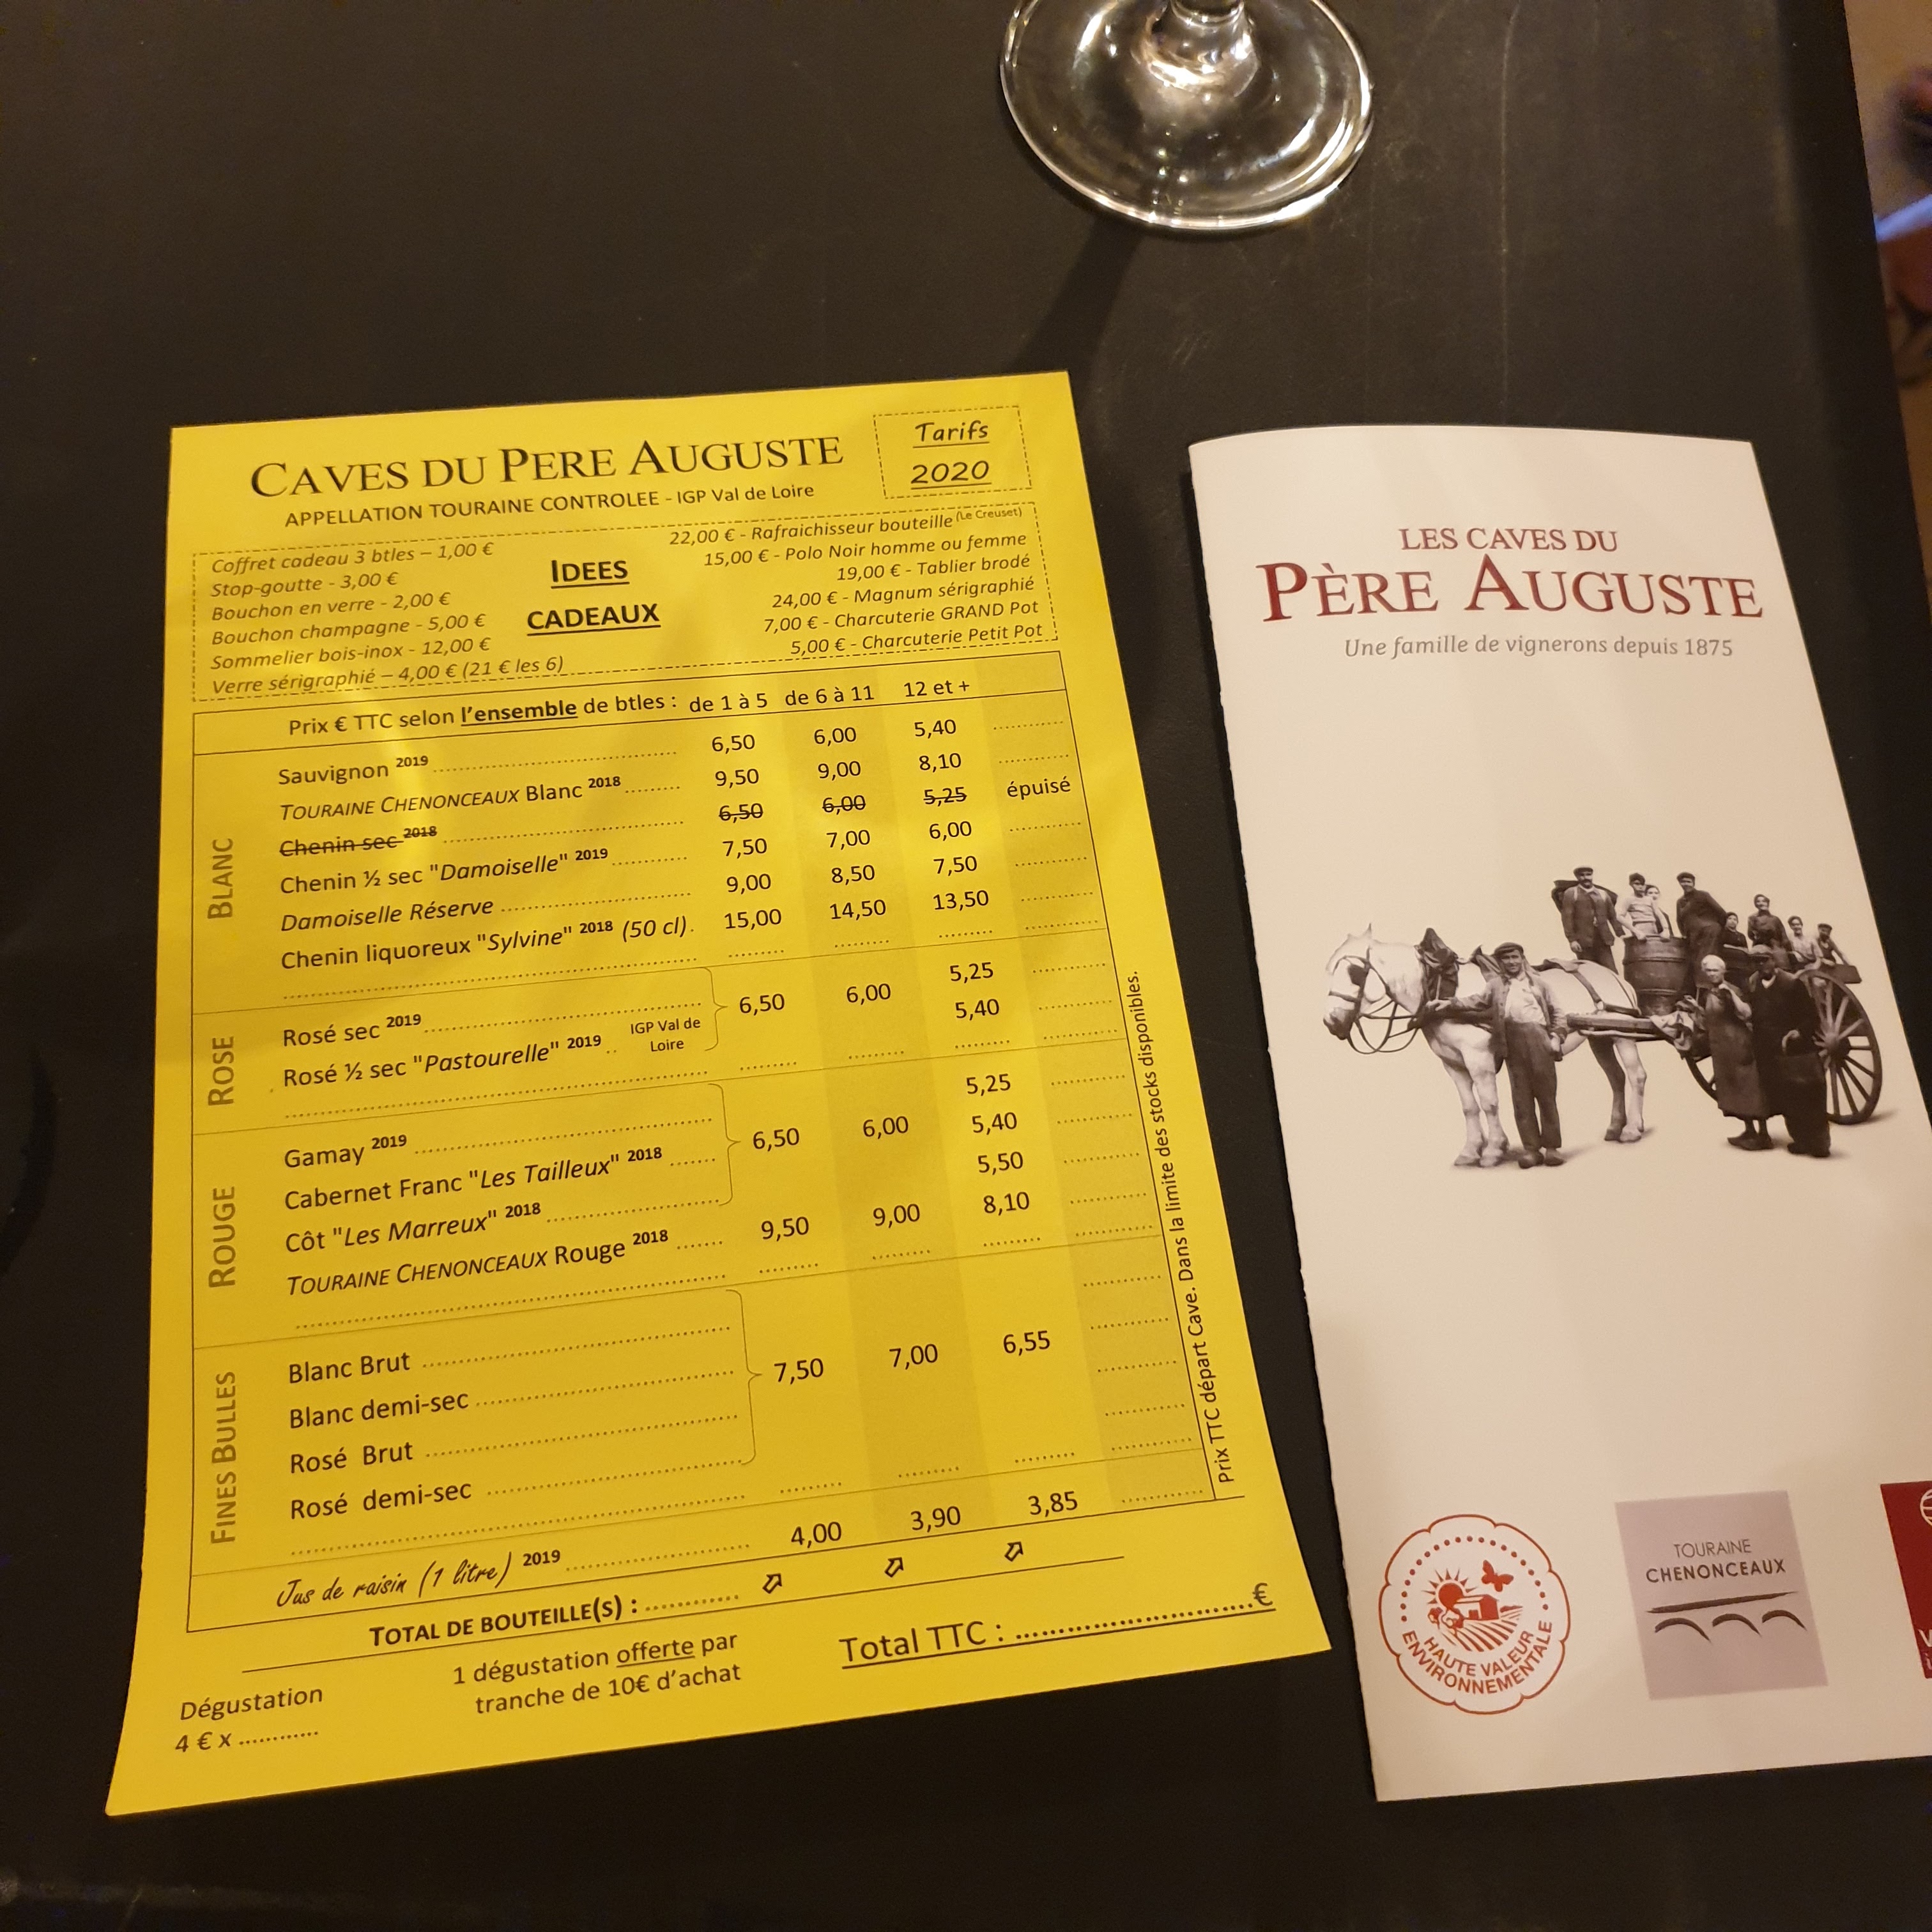 CAVES DU PERE AUGUSTE
APPELLATION TOURAINE CONTROLEE - IGP Val de Loire
Tarifs
2020
Coffret cadeau 3 btles – 1,00 €
Stop-goutte - 3,00 €
Bouchon en verre - 2,00 €
Bouchon champagne - 5,00 €
Sommelier bois-inox - 12,00 €
Verre sérigraphié – 4,00 € (21 € les 6)
IDEES
CADEAUX
22,00 € - Rafraichisseur bouteille (Le Creuset)
15,00 € - Polo Noir homme ou femme
19,00 € - Tablier brodé
24,00 € - Magnum sérigraphié
7,00 € - Charcuterie GRAND Pot
5,00 € - Charcuterie Petit Pot
Prix € TTC selon l'ensemble de btles : de 1 à 5 de 6 à 11 12 et +
BLANC
Sauvignon 2019 6,50 6,00 5,40
TOURAINE CHENONCEAUX Blanc 2018 9,50 9,00 8,10
Chenin sec 2018 6,50 6,00 5,25 épuisé
Chenin ½ sec "Damoiselle" 2019 7,50 7,00 6,00
Damoiselle Réserve 9,00 8,50 7,50
Chenin liquoreux "Sylvine" 2018 (50 cl). 15,00 14,50 13,50
ROSE
Rosé sec 2019 6,50 6,00 5,25
Rosé ½ sec "Pastourelle" 2019 IGP Val de Loire 5,40
ROUGE
Gamay 2019 6,50 6,00 5,25
Cabernet Franc "Les Tailleux" 2018 5,40
Côt "Les Marreux" 2018 5,50
TOURAINE CHENONCEAUX Rouge 2018 9,50 9,00 8,10
FINES BULLES
Blanc Brut 7,50 7,00 6,55
Blanc demi-sec
Rosé Brut
Rosé demi-sec
Jus de raisin (1 litre) 2019 4,00 3,90 3,85
Prix TTC départ Cave. Dans la limite des stocks disponibles.
TOTAL DE BOUTEILLE(S) : ............
Total TTC : ..............................€
Dégustation
4 € x ............
1 dégustation offerte par
tranche de 10€ d'achat
LES CAVES DU
PÈRE AUGUSTE
Une famille de vignerons depuis 1875
HAUTE VALEUR
ENVIRONNEMENTALE
TOURAINE
CHENONCEAUX